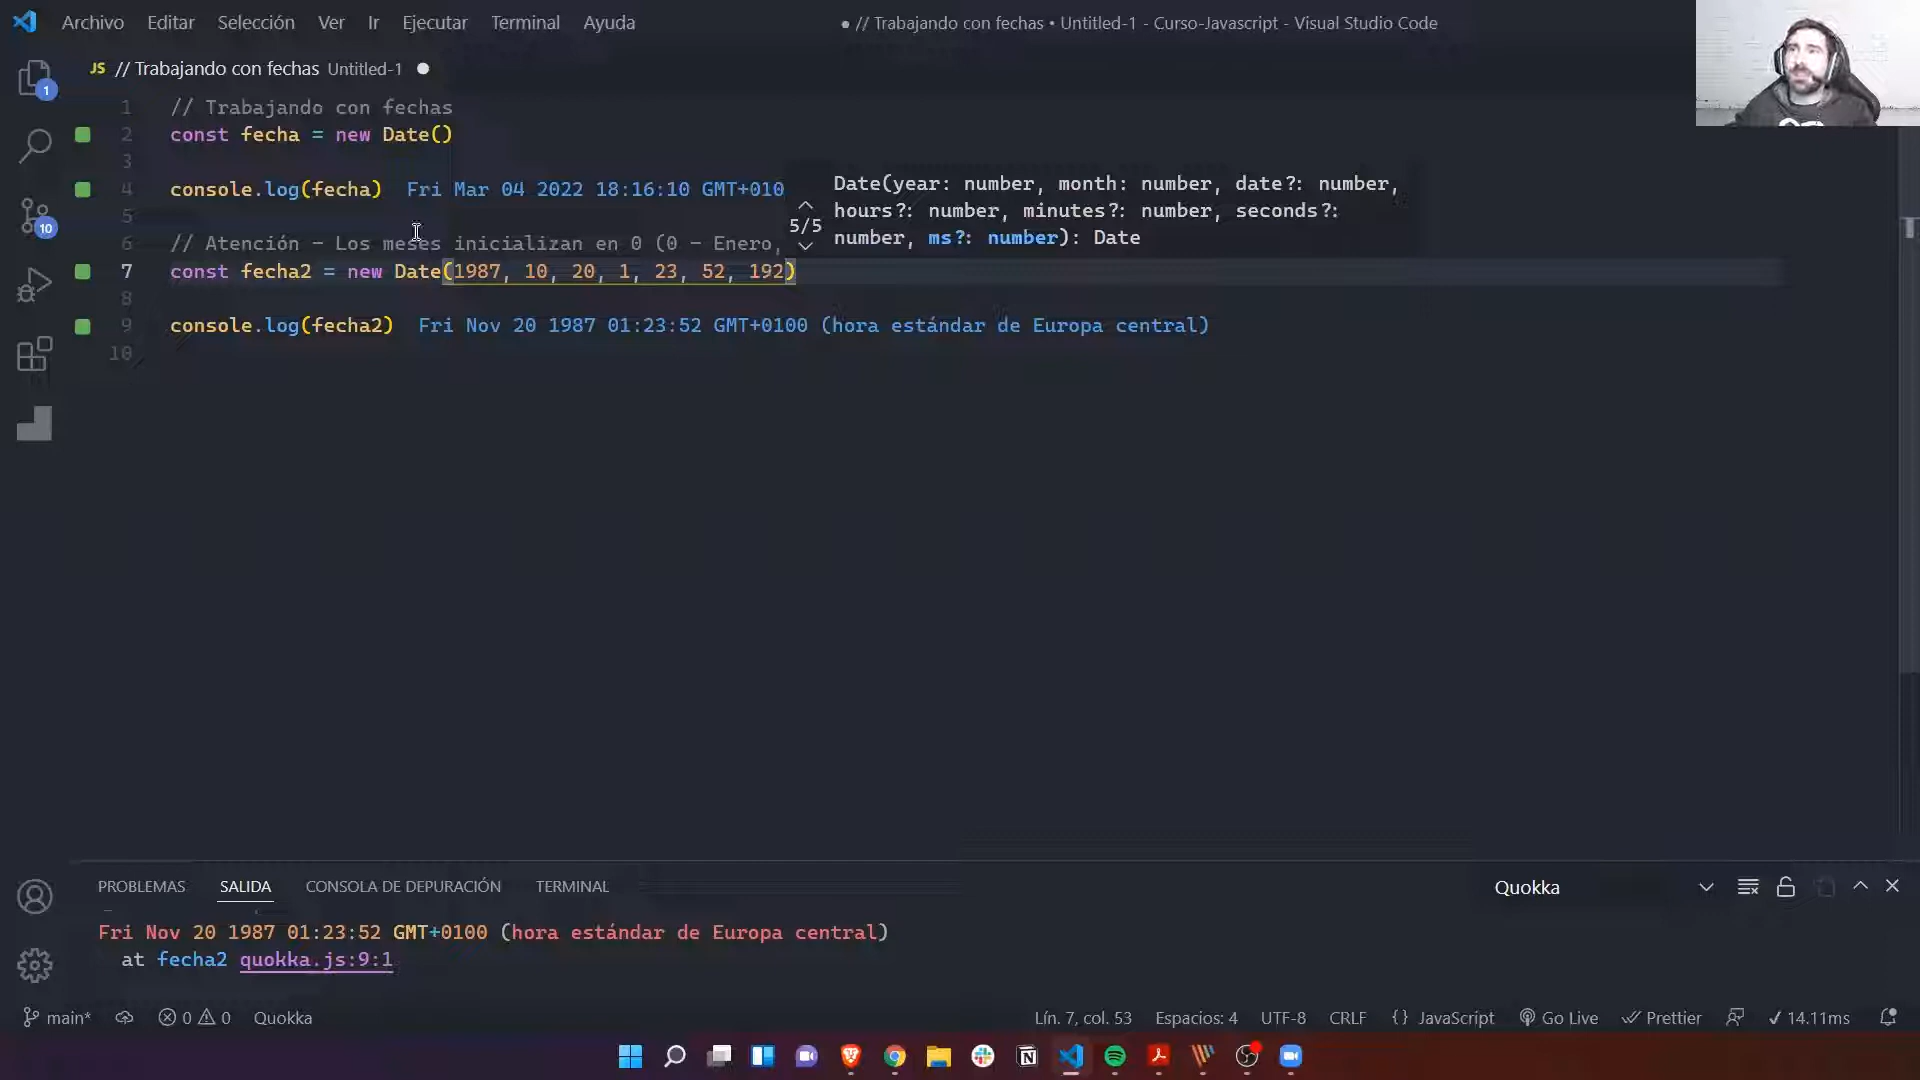 Archivo Editar Selección Ver Ir Ejecutar Terminal Ayuda
● // Trabajando con fechas • Untitled-1 - Curso-Javascript - Visual Studio Code
JS // Trabajando con fechas Untitled-1
1 // Trabajando con fechas
2 const fecha = new Date()
3
4 console.log(fecha) Fri Mar 04 2022 18:16:10 GMT+010
5
6 // Atención - Los meses inicializan en 0 (0 - Enero,
7 const fecha2 = new Date(1987, 10, 20, 1, 23, 52, 192)
8
9 console.log(fecha2) Fri Nov 20 1987 01:23:52 GMT+0100 (hora estándar de Europa central)
10
5/5
Date(year: number, month: number, date?: number,
hours?: number, minutes?: number, seconds?:
number, ms?: number): Date
1
10
PROBLEMAS SALIDA CONSOLA DE DEPURACIÓN TERMINAL
Quokka
Fri Nov 20 1987 01:23:52 GMT+0100 (hora estándar de Europa central)
at fecha2 quokka.js:9:1
main* 0 0 Quokka
Lín. 7, col. 53 Espacios: 4 UTF-8 CRLF {} JavaScript Go Live Prettier 14.11ms